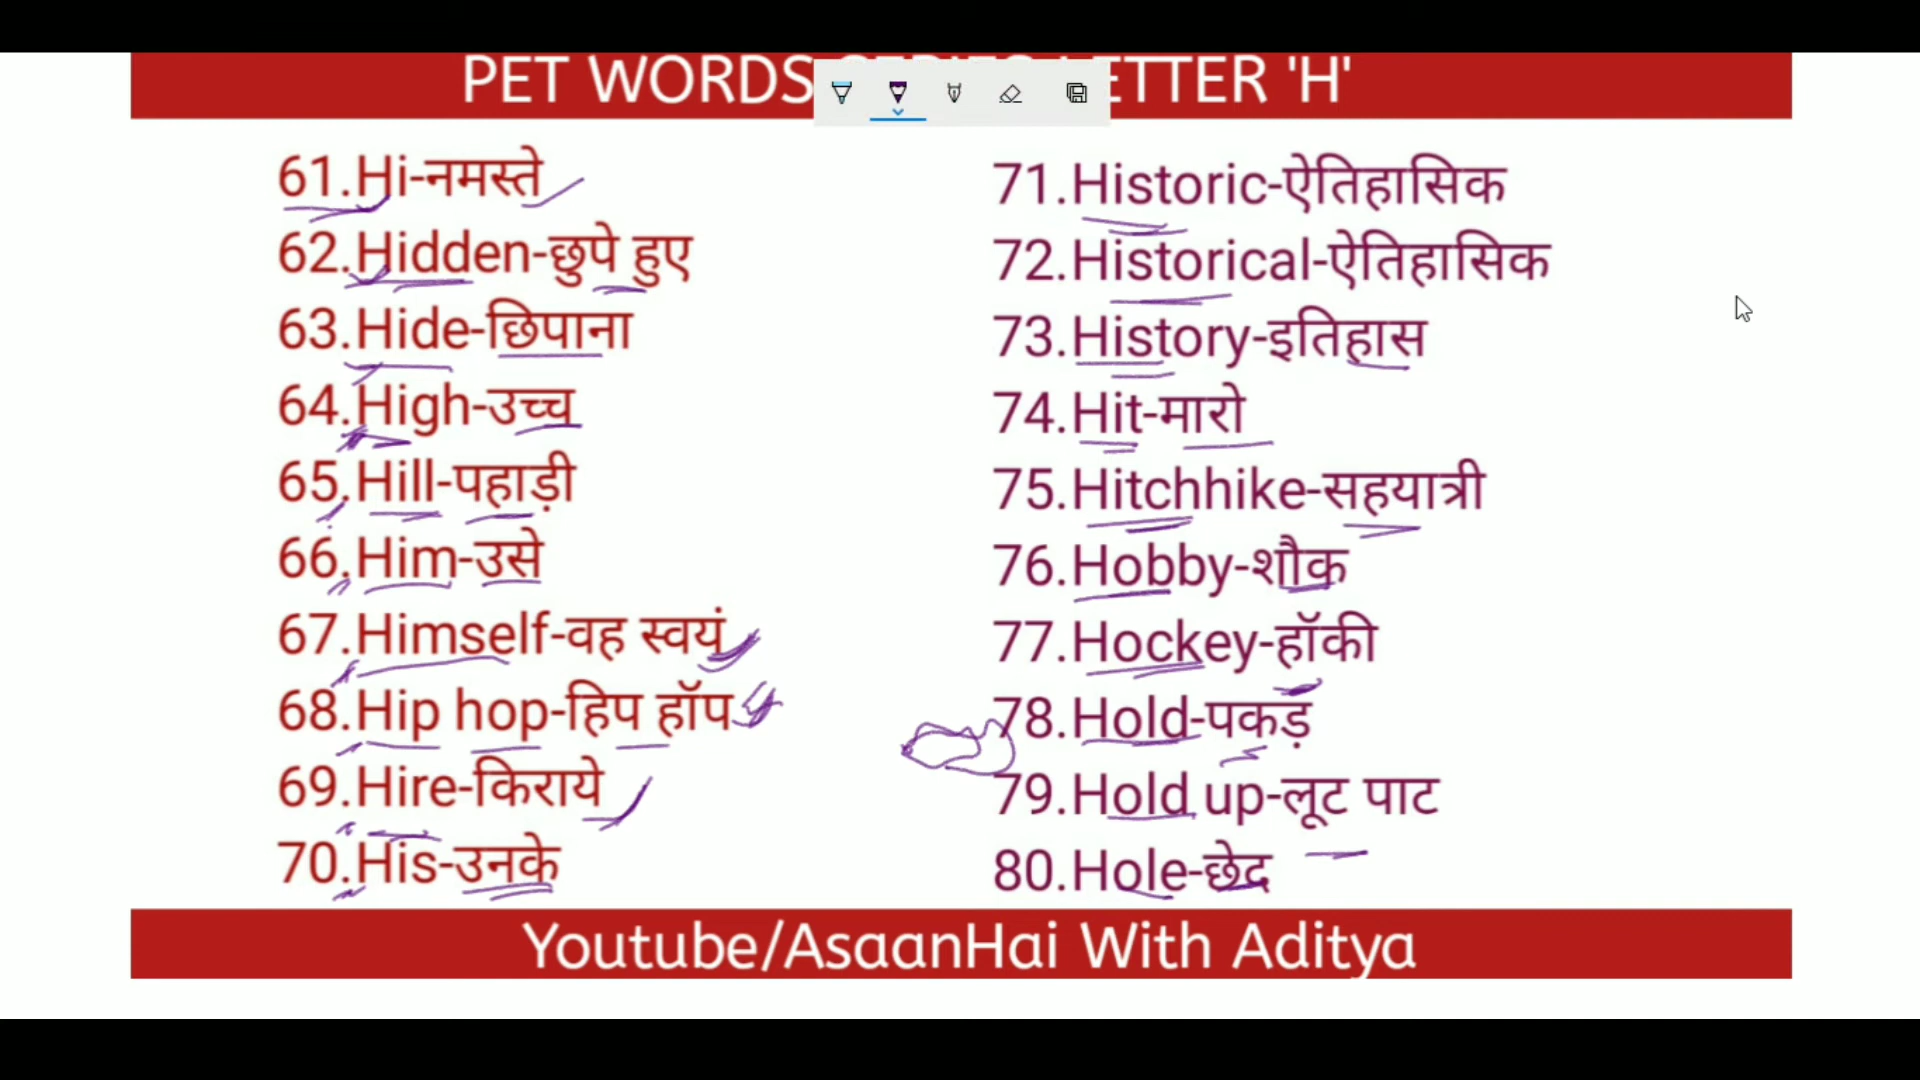 PET WORDS ETTER 'H'
61.Hi-नमस्ते
62.Hidden-छुपे हुए
63.Hide-छिपाना
64.High-उच्च
65.Hill-पहाड़ी
66.Him-उसे
67.Himself-वह स्वयं
68.Hip hop-हिप हॉप
69.Hire-किराये
70.His-उनके
71.Historic-ऐतिहासिक
72.Historical-ऐतिहासिक
73.History-इतिहास
74.Hit-मारो
75.Hitchhike-सहयात्री
76.Hobby-शौक
77.Hockey-हॉकी
78.Hold-पकड़
79.Hold up-लूट पाट
80.Hole-छेद
Youtube/AsaanHai With Aditya